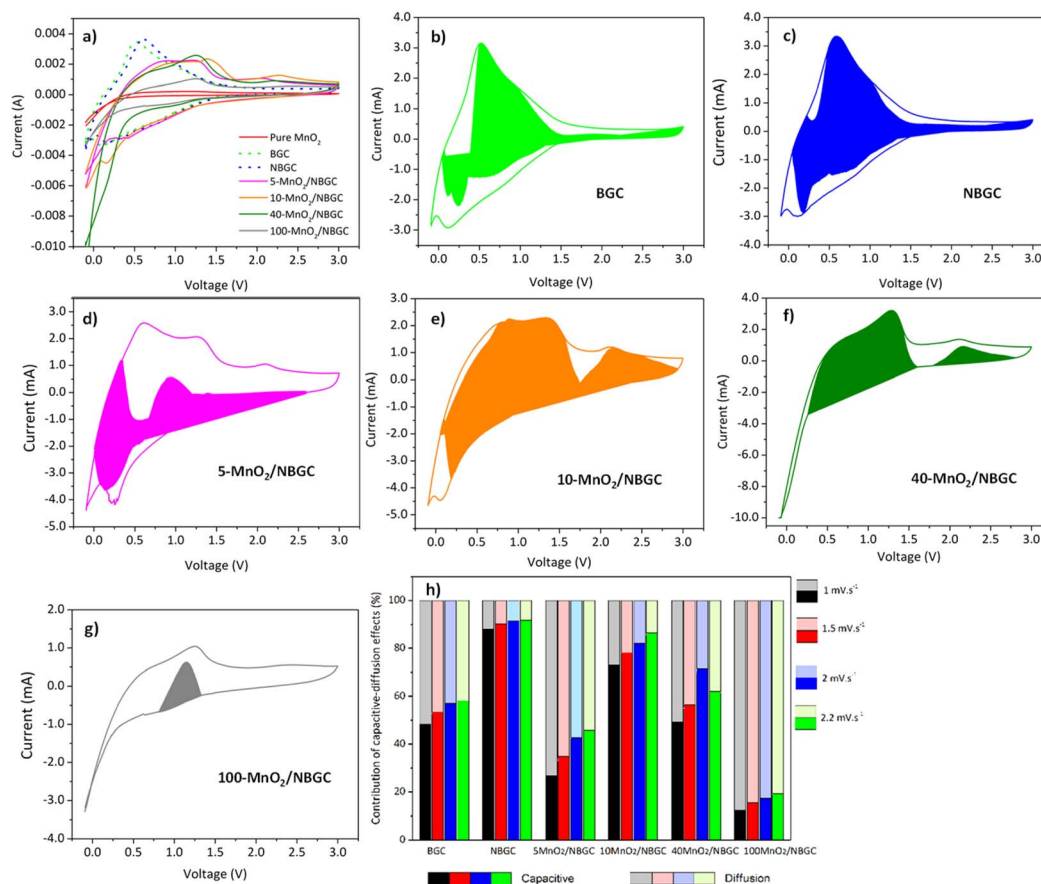 a)
Current (A)
0.004
0.002
0.000
-0.002
-0.004
-0.006
-0.008
-0.010
Pure MnO₂
BGC
NBGC
5-MnO₂/NBGC
10-MnO₂/NBGC
40-MnO₂/NBGC
100-MnO₂/NBGC
0.0 0.5 1.0 1.5 2.0 2.5 3.0
Voltage (V)
b)
Current (mA)
4.0
3.0
2.0
1.0
0.0
-1.0
-2.0
-3.0
BGC
0.0 0.5 1.0 1.5 2.0 2.5 3.0
Voltage (V)
c)
Current (mA)
4.0
3.0
2.0
1.0
0.0
-1.0
-2.0
-3.0
-4.0
NBGC
0.0 0.5 1.0 1.5 2.0 2.5 3.0
Voltage (V)
d)
Current (mA)
3.0
2.0
1.0
0.0
-1.0
-2.0
-3.0
-4.0
-5.0
5-MnO₂/NBGC
0.0 0.5 1.0 1.5 2.0 2.5 3.0
Voltage (V)
e)
Current (mA)
3.0
2.0
1.0
0.0
-1.0
-2.0
-3.0
-4.0
-5.0
10-MnO₂/NBGC
0.0 0.5 1.0 1.5 2.0 2.5 3.0
Voltage (V)
f)
Current (mA)
4.0
2.0
0.0
-2.0
-4.0
-6.0
-8.0
-10.0
40-MnO₂/NBGC
0.0 0.5 1.0 1.5 2.0 2.5 3.0
Voltage (V)
g)
Current (mA)
2.0
1.0
0.0
-1.0
-2.0
-3.0
-4.0
100-MnO₂/NBGC
0.0 0.5 1.0 1.5 2.0 2.5 3.0
Voltage (V)
h)
Contribution of capacitive-diffusion effects (%)
100
80
60
40
20
0
BGC NBGC 5MnO₂/NBGC 10MnO₂/NBGC 40MnO₂/NBGC 100MnO₂/NBGC
1 mV.s⁻¹
1.5 mV.s⁻¹
2 mV.s⁻¹
2.2 mV.s⁻¹
Capacitive Diffusion